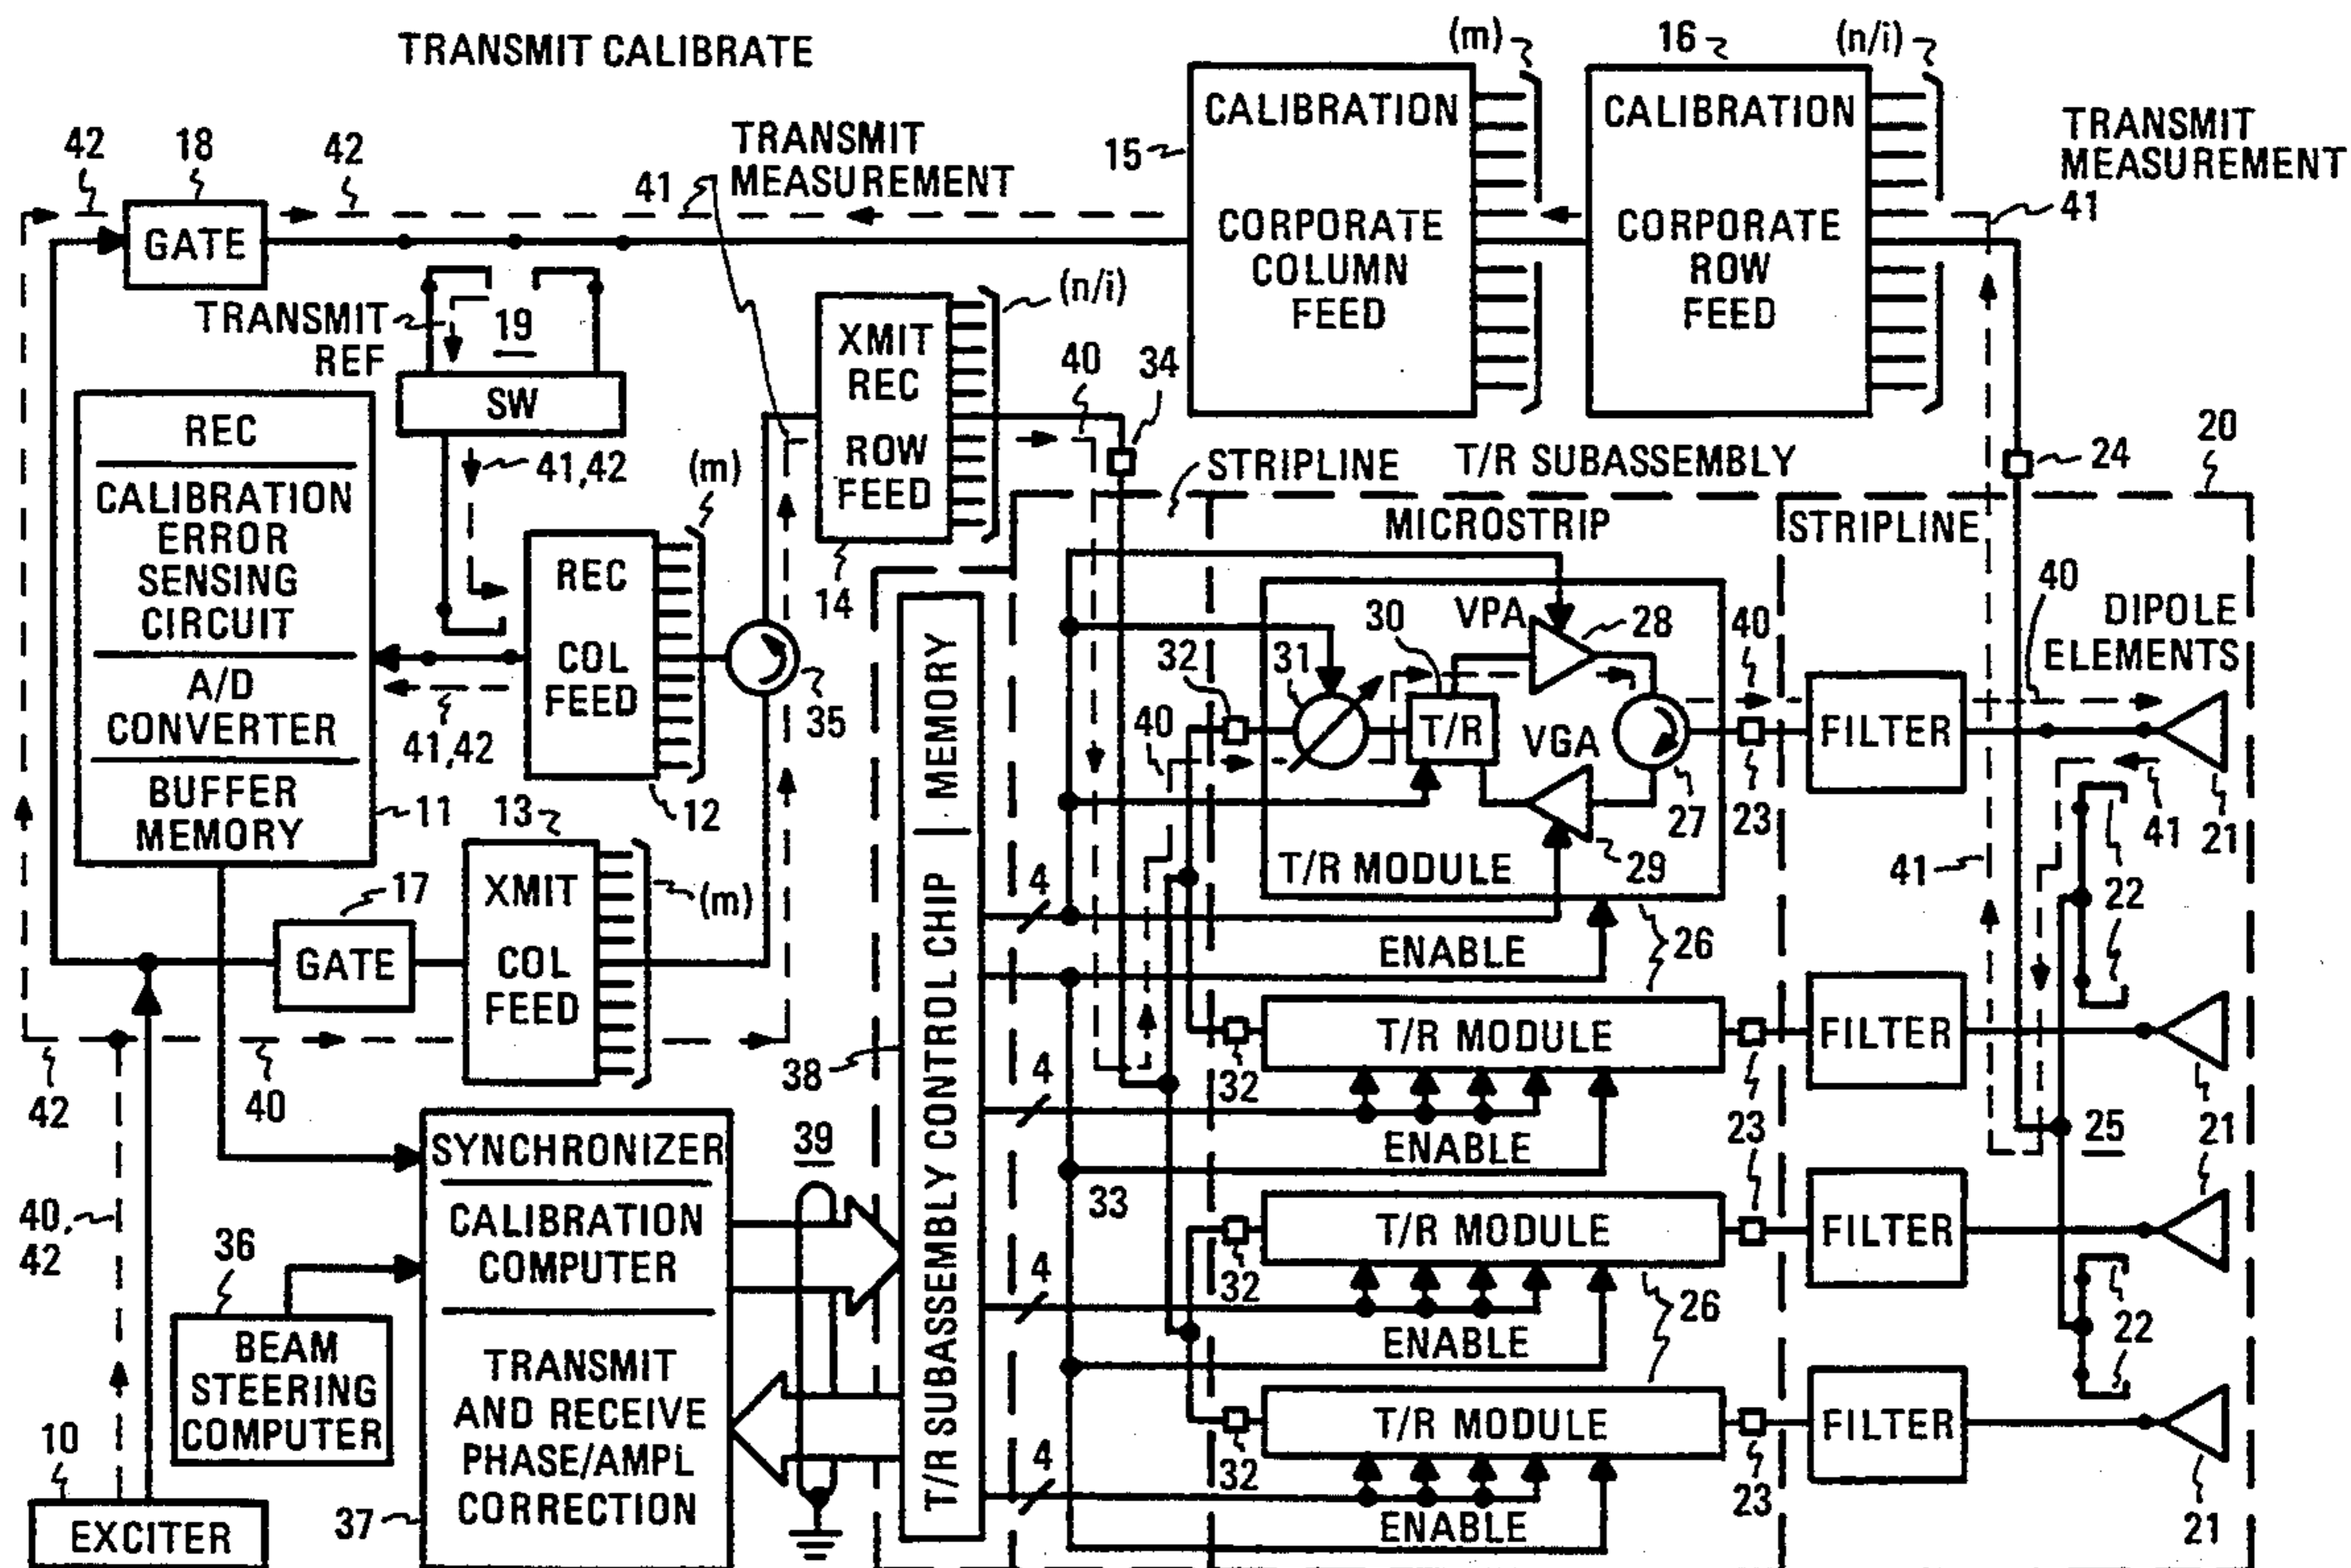 TRANSMIT CALIBRATE
(m)
16
(n/i)
42
18
42
TRANSMIT
MEASUREMENT
41
15
CALIBRATION
CORPORATE
COLUMN
FEED
CALIBRATION
CORPORATE
ROW
FEED
TRANSMIT
MEASUREMENT
41
GATE
TRANSMIT
REF
19
SW
41,42
(n/i)
XMIT
REC
ROW
FEED
14
40
34
REC
CALIBRATION
ERROR
SENSING
CIRCUIT
A/D
CONVERTER
BUFFER
MEMORY
11
(m)
REC
COL
FEED
12
41,42
35
STRIPLINE
T/R SUBASSEMBLY
24
20
MICROSTRIP
STRIPLINE
VPA
28
30
31
32
40
T/R
VGA
27
29
T/R MODULE
40
23
FILTER
40
DIPOLE
ELEMENTS
21
41
22
22
41
13
XMIT
COL
FEED
(m)
17
GATE
42
40
40,
42
4
ENABLE
26
T/R MODULE
32
23
FILTER
21
25
4
ENABLE
33
T/R MODULE
32
23
FILTER
21
22
22
4
ENABLE
26
T/R MODULE
32
23
FILTER
21
4
ENABLE
T/R SUBASSEMBLY CONTROL CHIP | MEMORY
38
39
SYNCHRONIZER
CALIBRATION
COMPUTER
TRANSMIT
AND RECEIVE
PHASE/AMPL
CORRECTION
37
36
BEAM
STEERING
COMPUTER
10
EXCITER